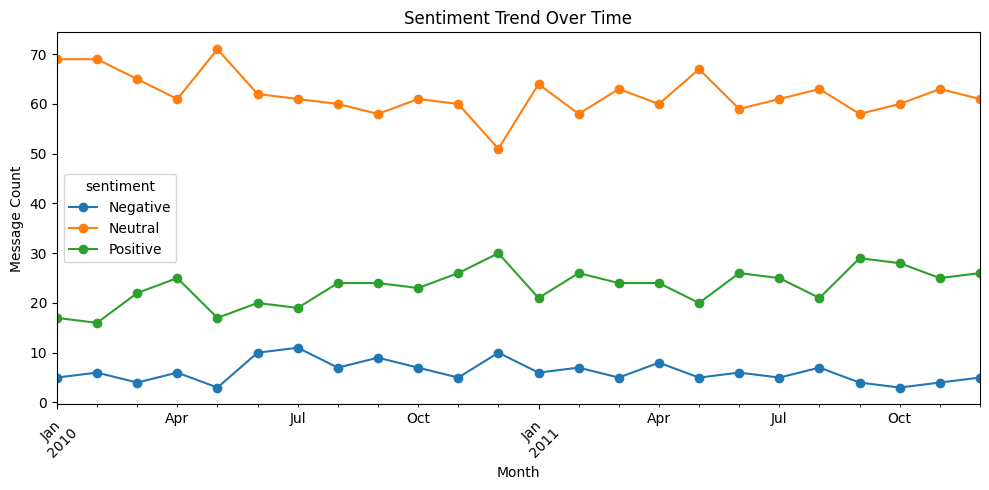 Sentiment Trend Over Time
Message Count
70
60
50
40
30
20
10
0
sentiment
Negative
Neutral
Positive
Jan
2010
Apr
Jul
Oct
Jan
2011
Apr
Jul
Oct
Month